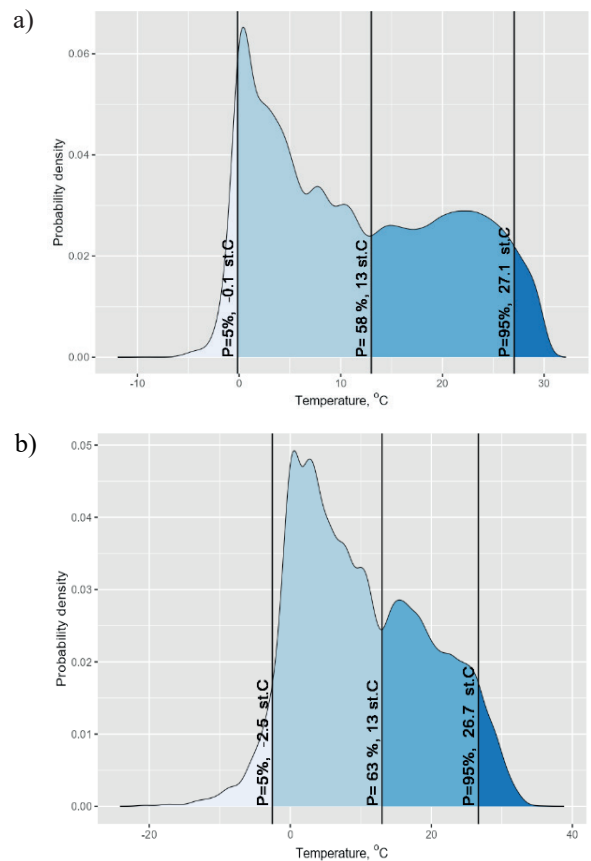 a)
0.06
0.04
0.02
0.00
Probability density
P=5%, -0.1 st.C
P= 58 %, 13 st.C
P=95%, 27.1 st.C
-10 0 10 20 30
Temperature, °C
b)
0.05
0.04
0.03
0.02
0.01
0.00
Probability density
P=5%, -2.5 st.C
P= 63 %, 13 st.C
P=95%, 26.7 st.C
-20 0 20 40
Temperature, °C